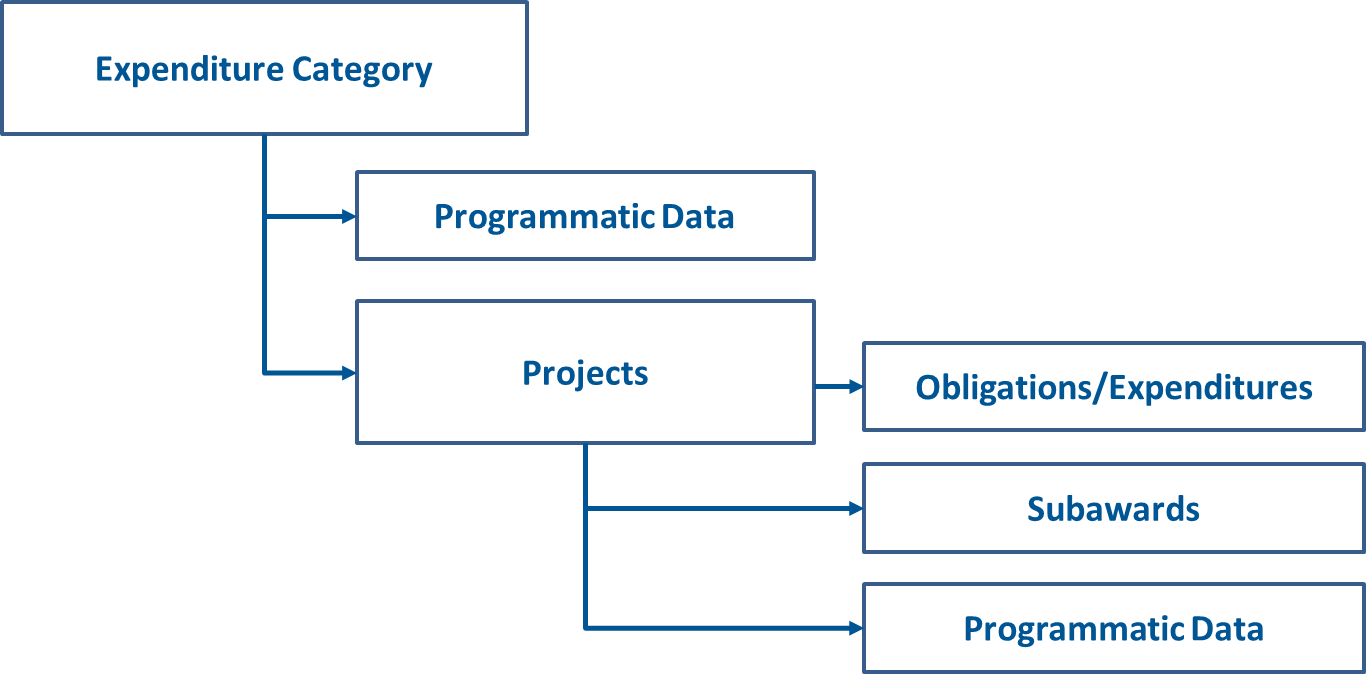 Expenditure Category
Programmatic Data
Projects
Obligations/Expenditures
Subawards
Programmatic Data